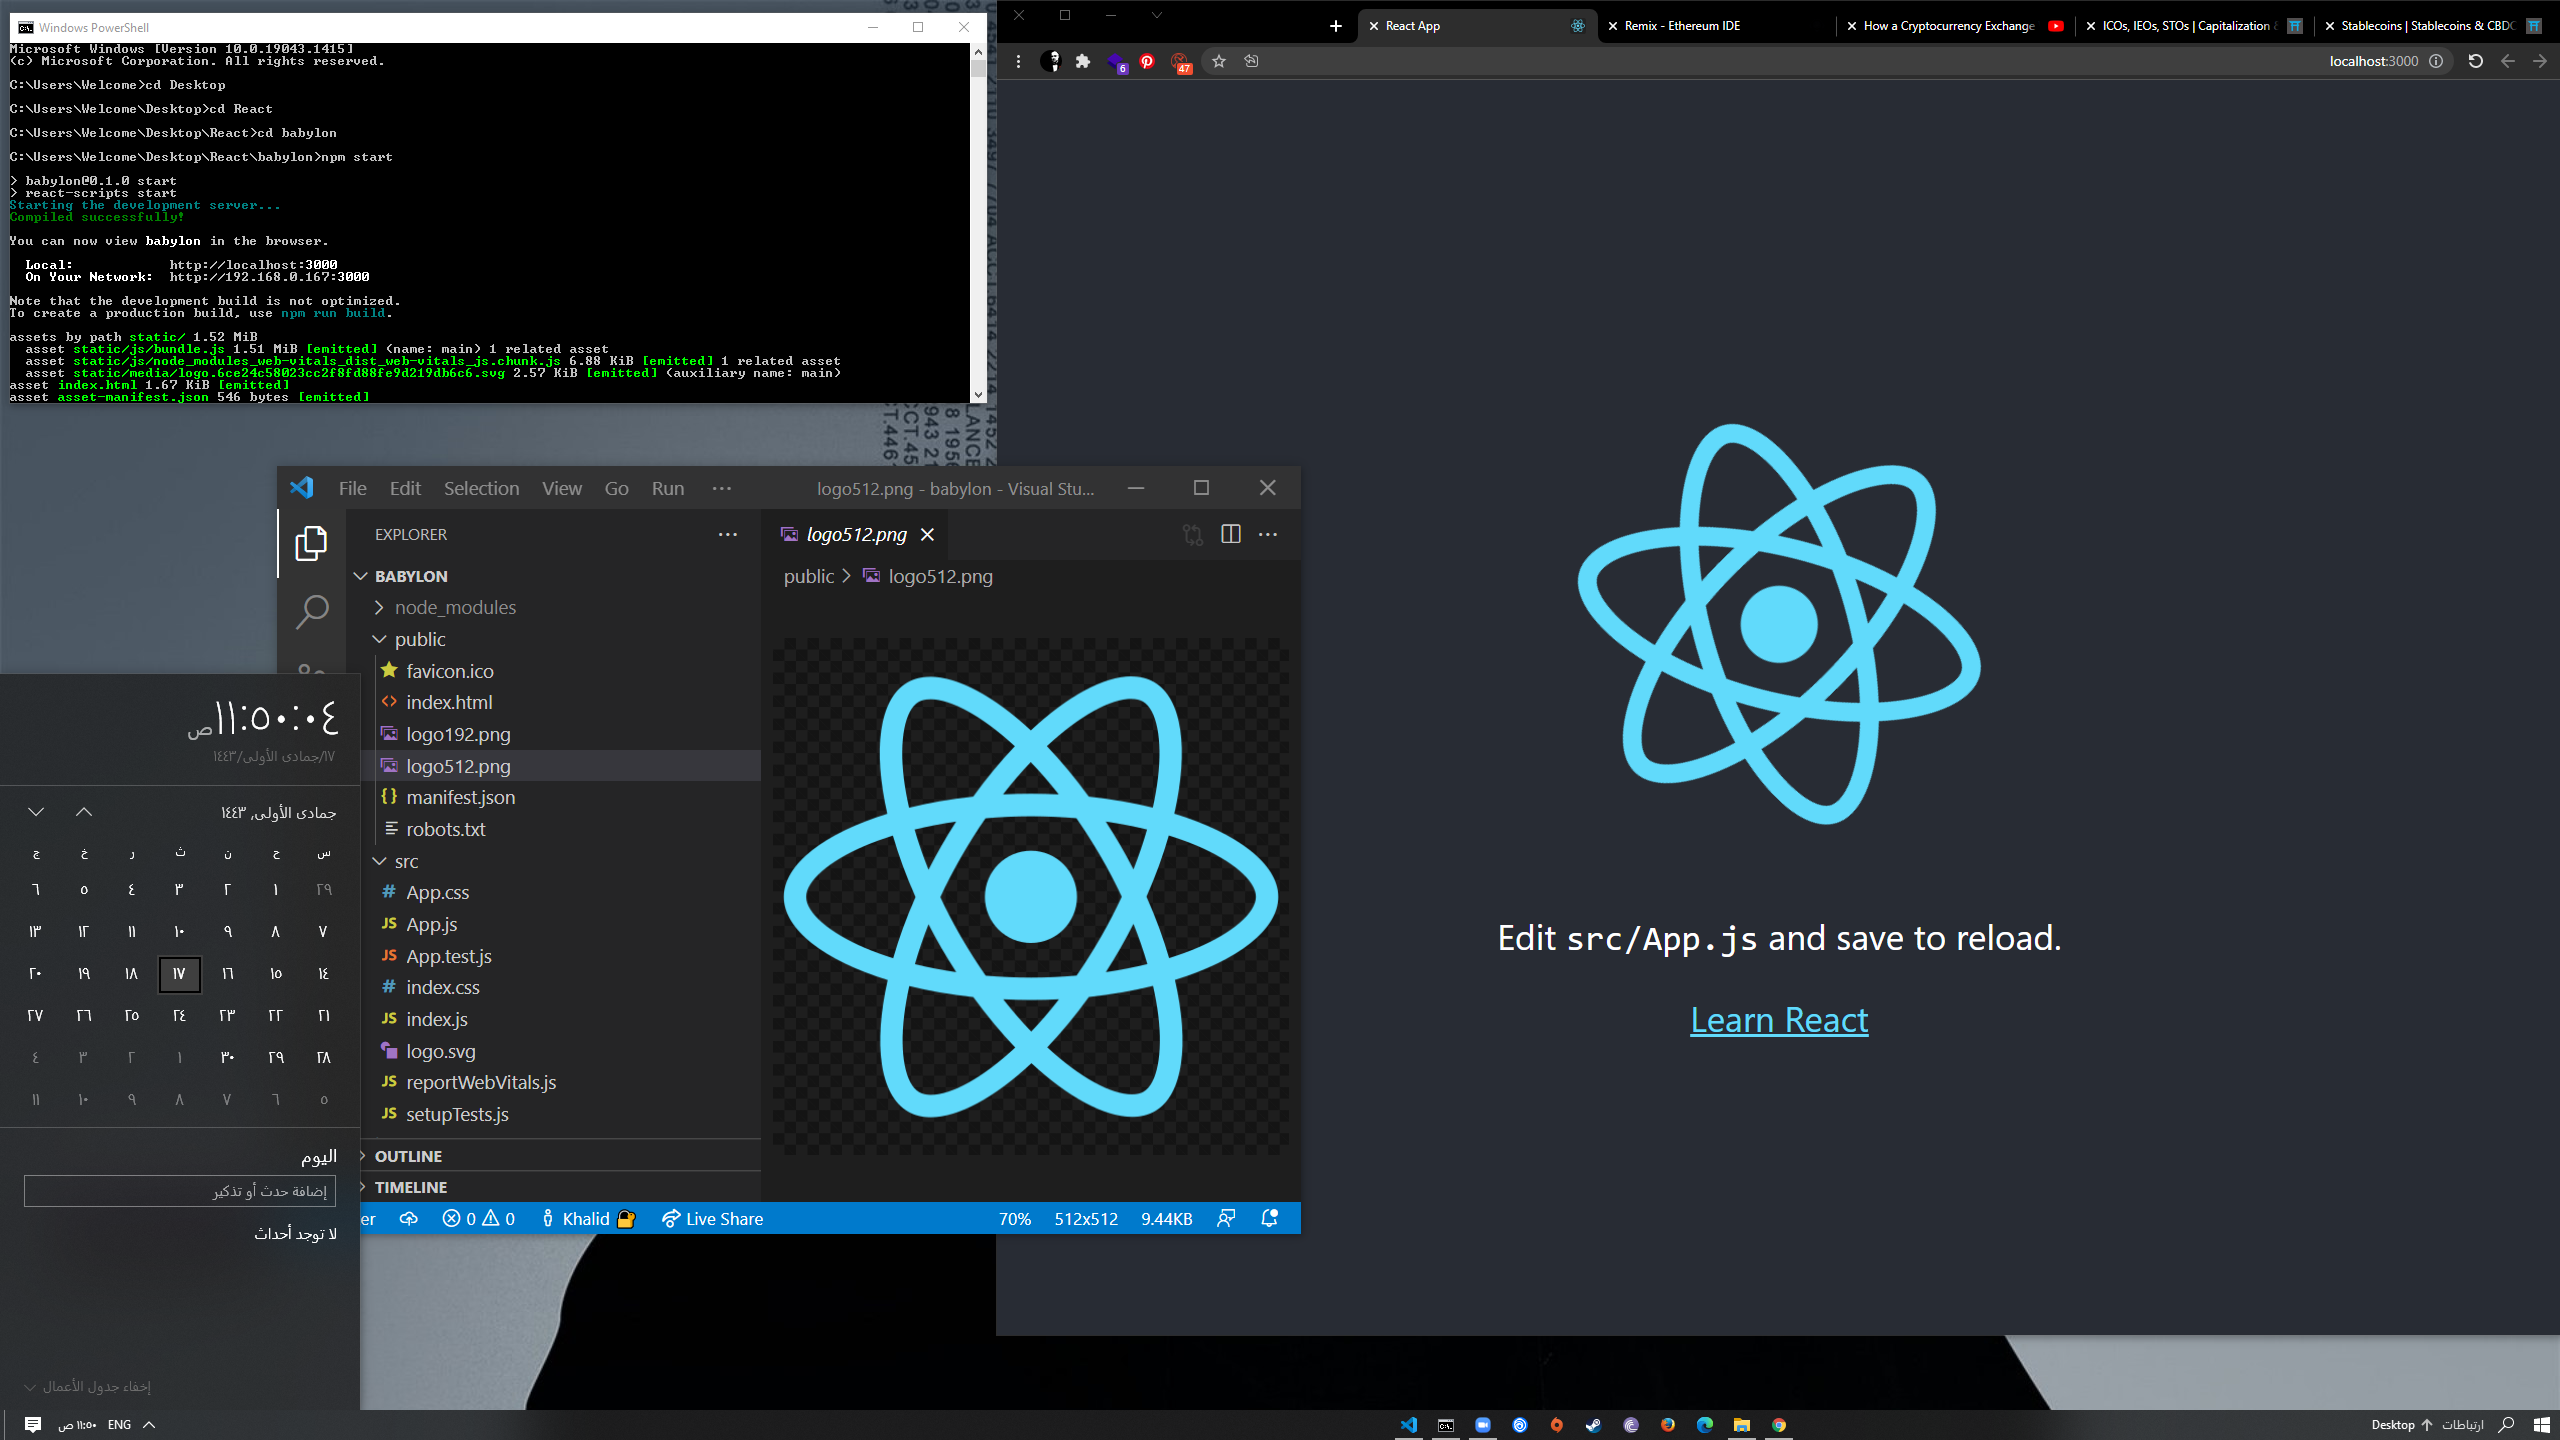 Windows PowerShell
Microsoft Windows [Version 10.0.19043.1415]
(c) Microsoft Corporation. All rights reserved.
C:\Users\Welcome>cd Desktop
C:\Users\Welcome\Desktop>cd React
C:\Users\Welcome\Desktop\React>cd babylon
C:\Users\Welcome\Desktop\React\babylon>npm start
> babylon@0.1.0 start
> react-scripts start
Starting the development server...
Compiled successfully!
You can now view babylon in the browser.
Local: http://localhost:3000
On Your Network: http://192.168.0.167:3000
Note that the development build is not optimized.
To create a production build, use npm run build.
assets by path static/ 1.52 MiB
asset static/js/bundle.js 1.51 MiB [emitted] (name: main) 1 related asset
asset static/js/node_modules_web-vitals_dist_web-vitals_js.chunk.js 6.88 KiB [emitted] 1 related asset
asset static/media/logo.6ce24c58023cc2f8fd88fe9d219db6c6.svg 2.57 KiB [emitted] (auxiliary name: main)
asset index.html 1.67 KiB [emitted]
asset asset-manifest.json 546 bytes [emitted]
React App
Remix - Ethereum IDE
How a Cryptocurrency Exchange
ICOs, IEOs, STOs | Capitalization
Stablecoins | Stablecoins & CBDC
6
47
localhost:3000
Edit src/App.js and save to reload.
Learn React
File Edit Selection View Go Run ···
logo512.png - babylon - Visual Stu...
EXPLORER
logo512.png
public > logo512.png
BABYLON
node_modules
public
favicon.ico
index.html
logo192.png
logo512.png
manifest.json
robots.txt
src
App.css
App.js
App.test.js
index.css
index.js
logo.svg
reportWebVitals.js
setupTests.js
OUTLINE
TIMELINE
er 0 0 Khalid Live Share 70% 512x512 9.44KB
١١:٥٠:٠٤ ص
١٧/جمادى الأولى/١٤٤٣
جمادى الأولى, ١٤٤٣
س ح ن ث ر خ ج
٢٩ ١ ٢ ٣ ٤ ٥ ٦
٧ ٨ ٩ ١٠ ١١ ١٢ ١٣
١٤ ١٥ ١٦ ١٧ ١٨ ١٩ ٢٠
٢١ ٢٢ ٢٣ ٢٤ ٢٥ ٢٦ ٢٧
٢٨ ٢٩ ٣٠ ١ ٢ ٣ ٤
٥ ٦ ٧ ٨ ٩ ١٠ ١١
اليوم
إضافة حدث أو تذكير
لا توجد أحداث
إخفاء جدول الأعمال
١١:٥٠ ص
ENG
Desktop
ارتباطات